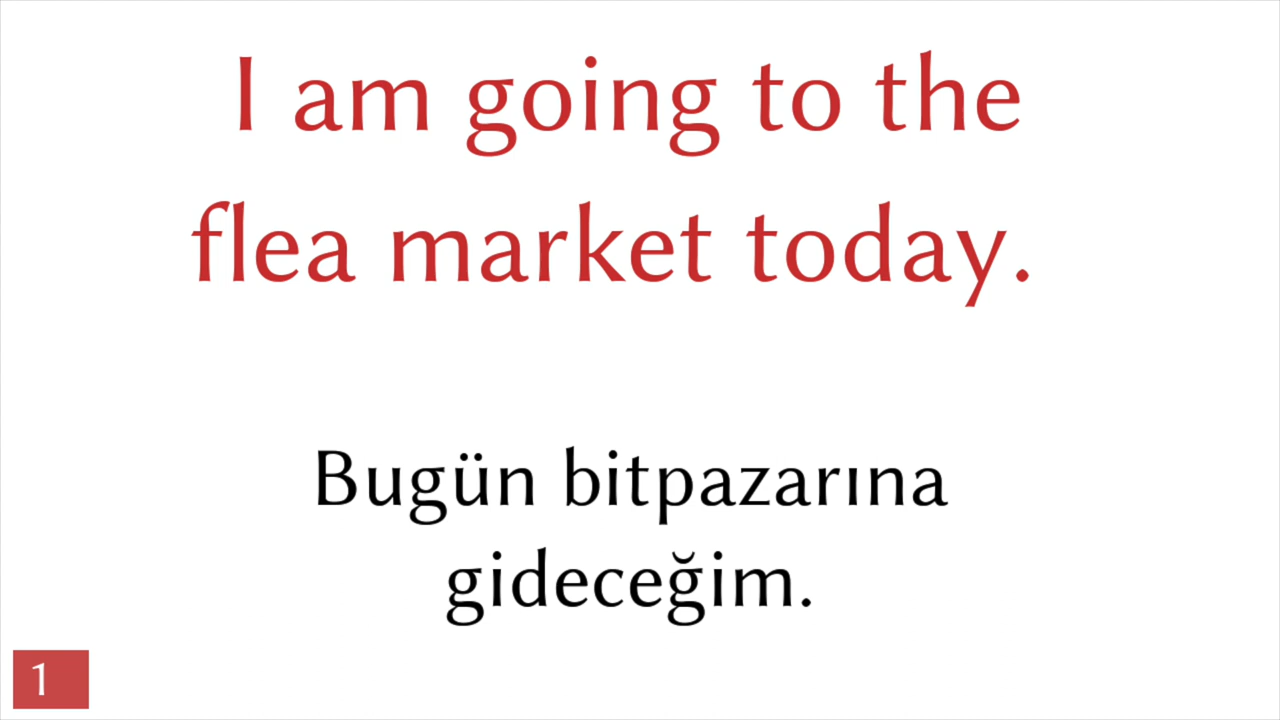 I am going to the
flea market today.
Bugün bitpazarına
gideceğim.
1